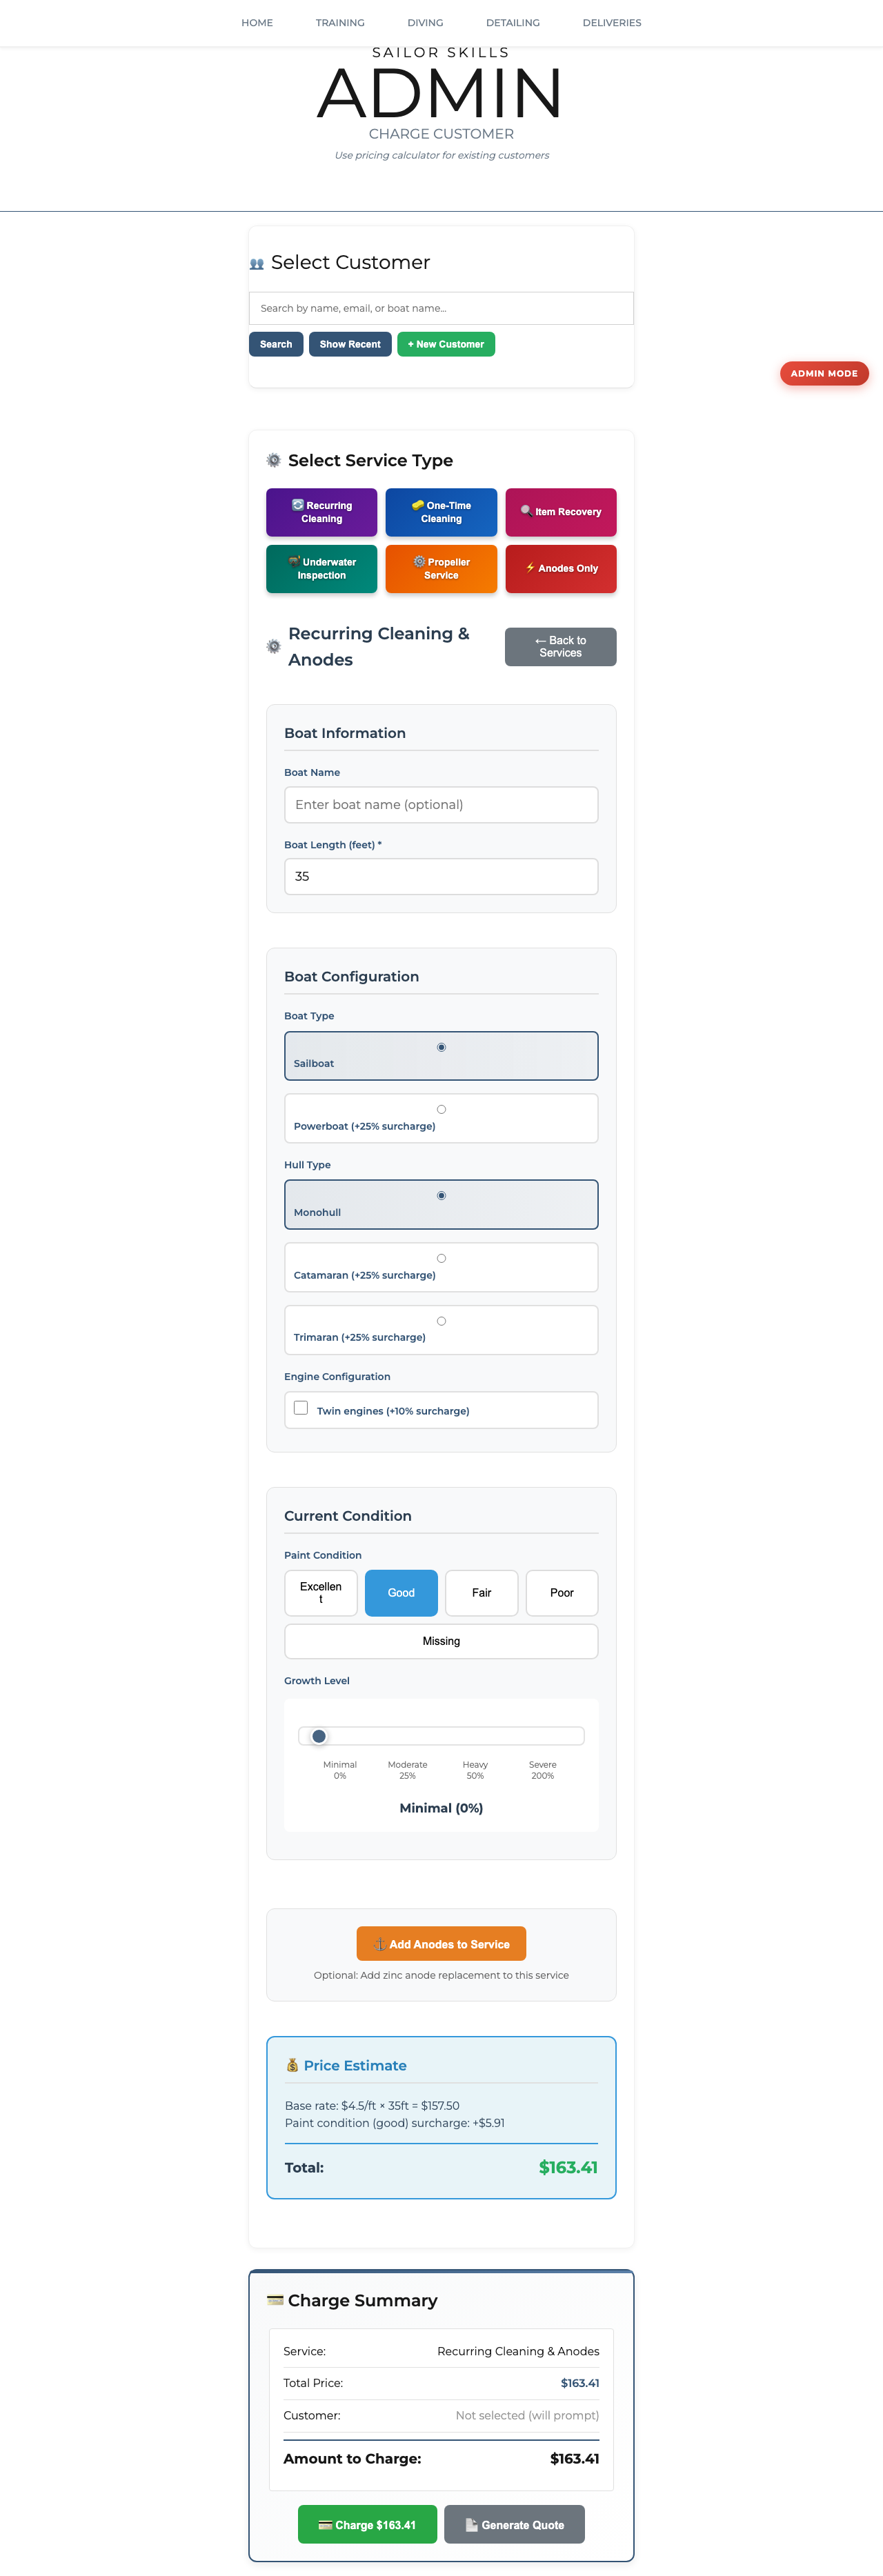 HOME TRAINING DIVING DETAILING DELIVERIES
SAILOR SKILLS
ADMIN
CHARGE CUSTOMER
Use pricing calculator for existing customers
Select Customer
Search by name, email, or boat name...
Search Show Recent + New Customer
ADMIN MODE
Select Service Type
Recurring Cleaning
One-Time Cleaning
Item Recovery
Underwater Inspection
Propeller Service
Anodes Only
Recurring Cleaning &
Anodes
← Back to
Services
Boat Information
Boat Name
Enter boat name (optional)
Boat Length (feet) *
35
Boat Configuration
Boat Type
Sailboat
Powerboat (+25% surcharge)
Hull Type
Monohull
Catamaran (+25% surcharge)
Trimaran (+25% surcharge)
Engine Configuration
Twin engines (+10% surcharge)
Current Condition
Paint Condition
Excellen
t
Good Fair Poor
Missing
Growth Level
Minimal Moderate Heavy Severe
0% 25% 50% 200%
Minimal (0%)
Add Anodes to Service
Optional: Add zinc anode replacement to this service
Price Estimate
Base rate: $4.5/ft × 35ft = $157.50
Paint condition (good) surcharge: +$5.91
Total: $163.41
Charge Summary
Service: Recurring Cleaning & Anodes
Total Price: $163.41
Customer: Not selected (will prompt)
Amount to Charge: $163.41
Charge $163.41 Generate Quote